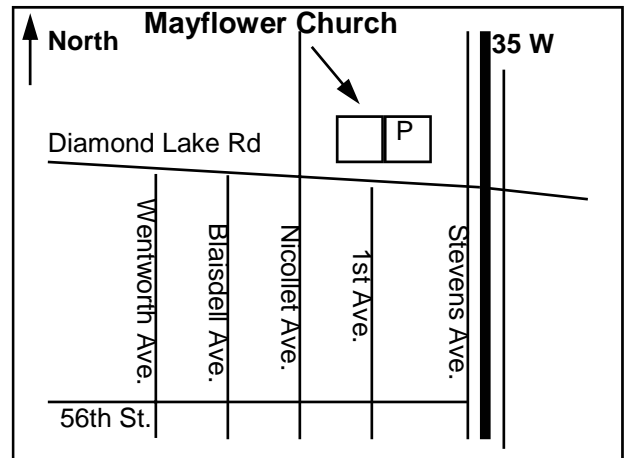 Mayflower Church
North
35 W
P
Diamond Lake Rd
Wentworth Ave.
Blaisdell Ave.
Nicollet Ave.
1st Ave.
Stevens Ave.
56th St.